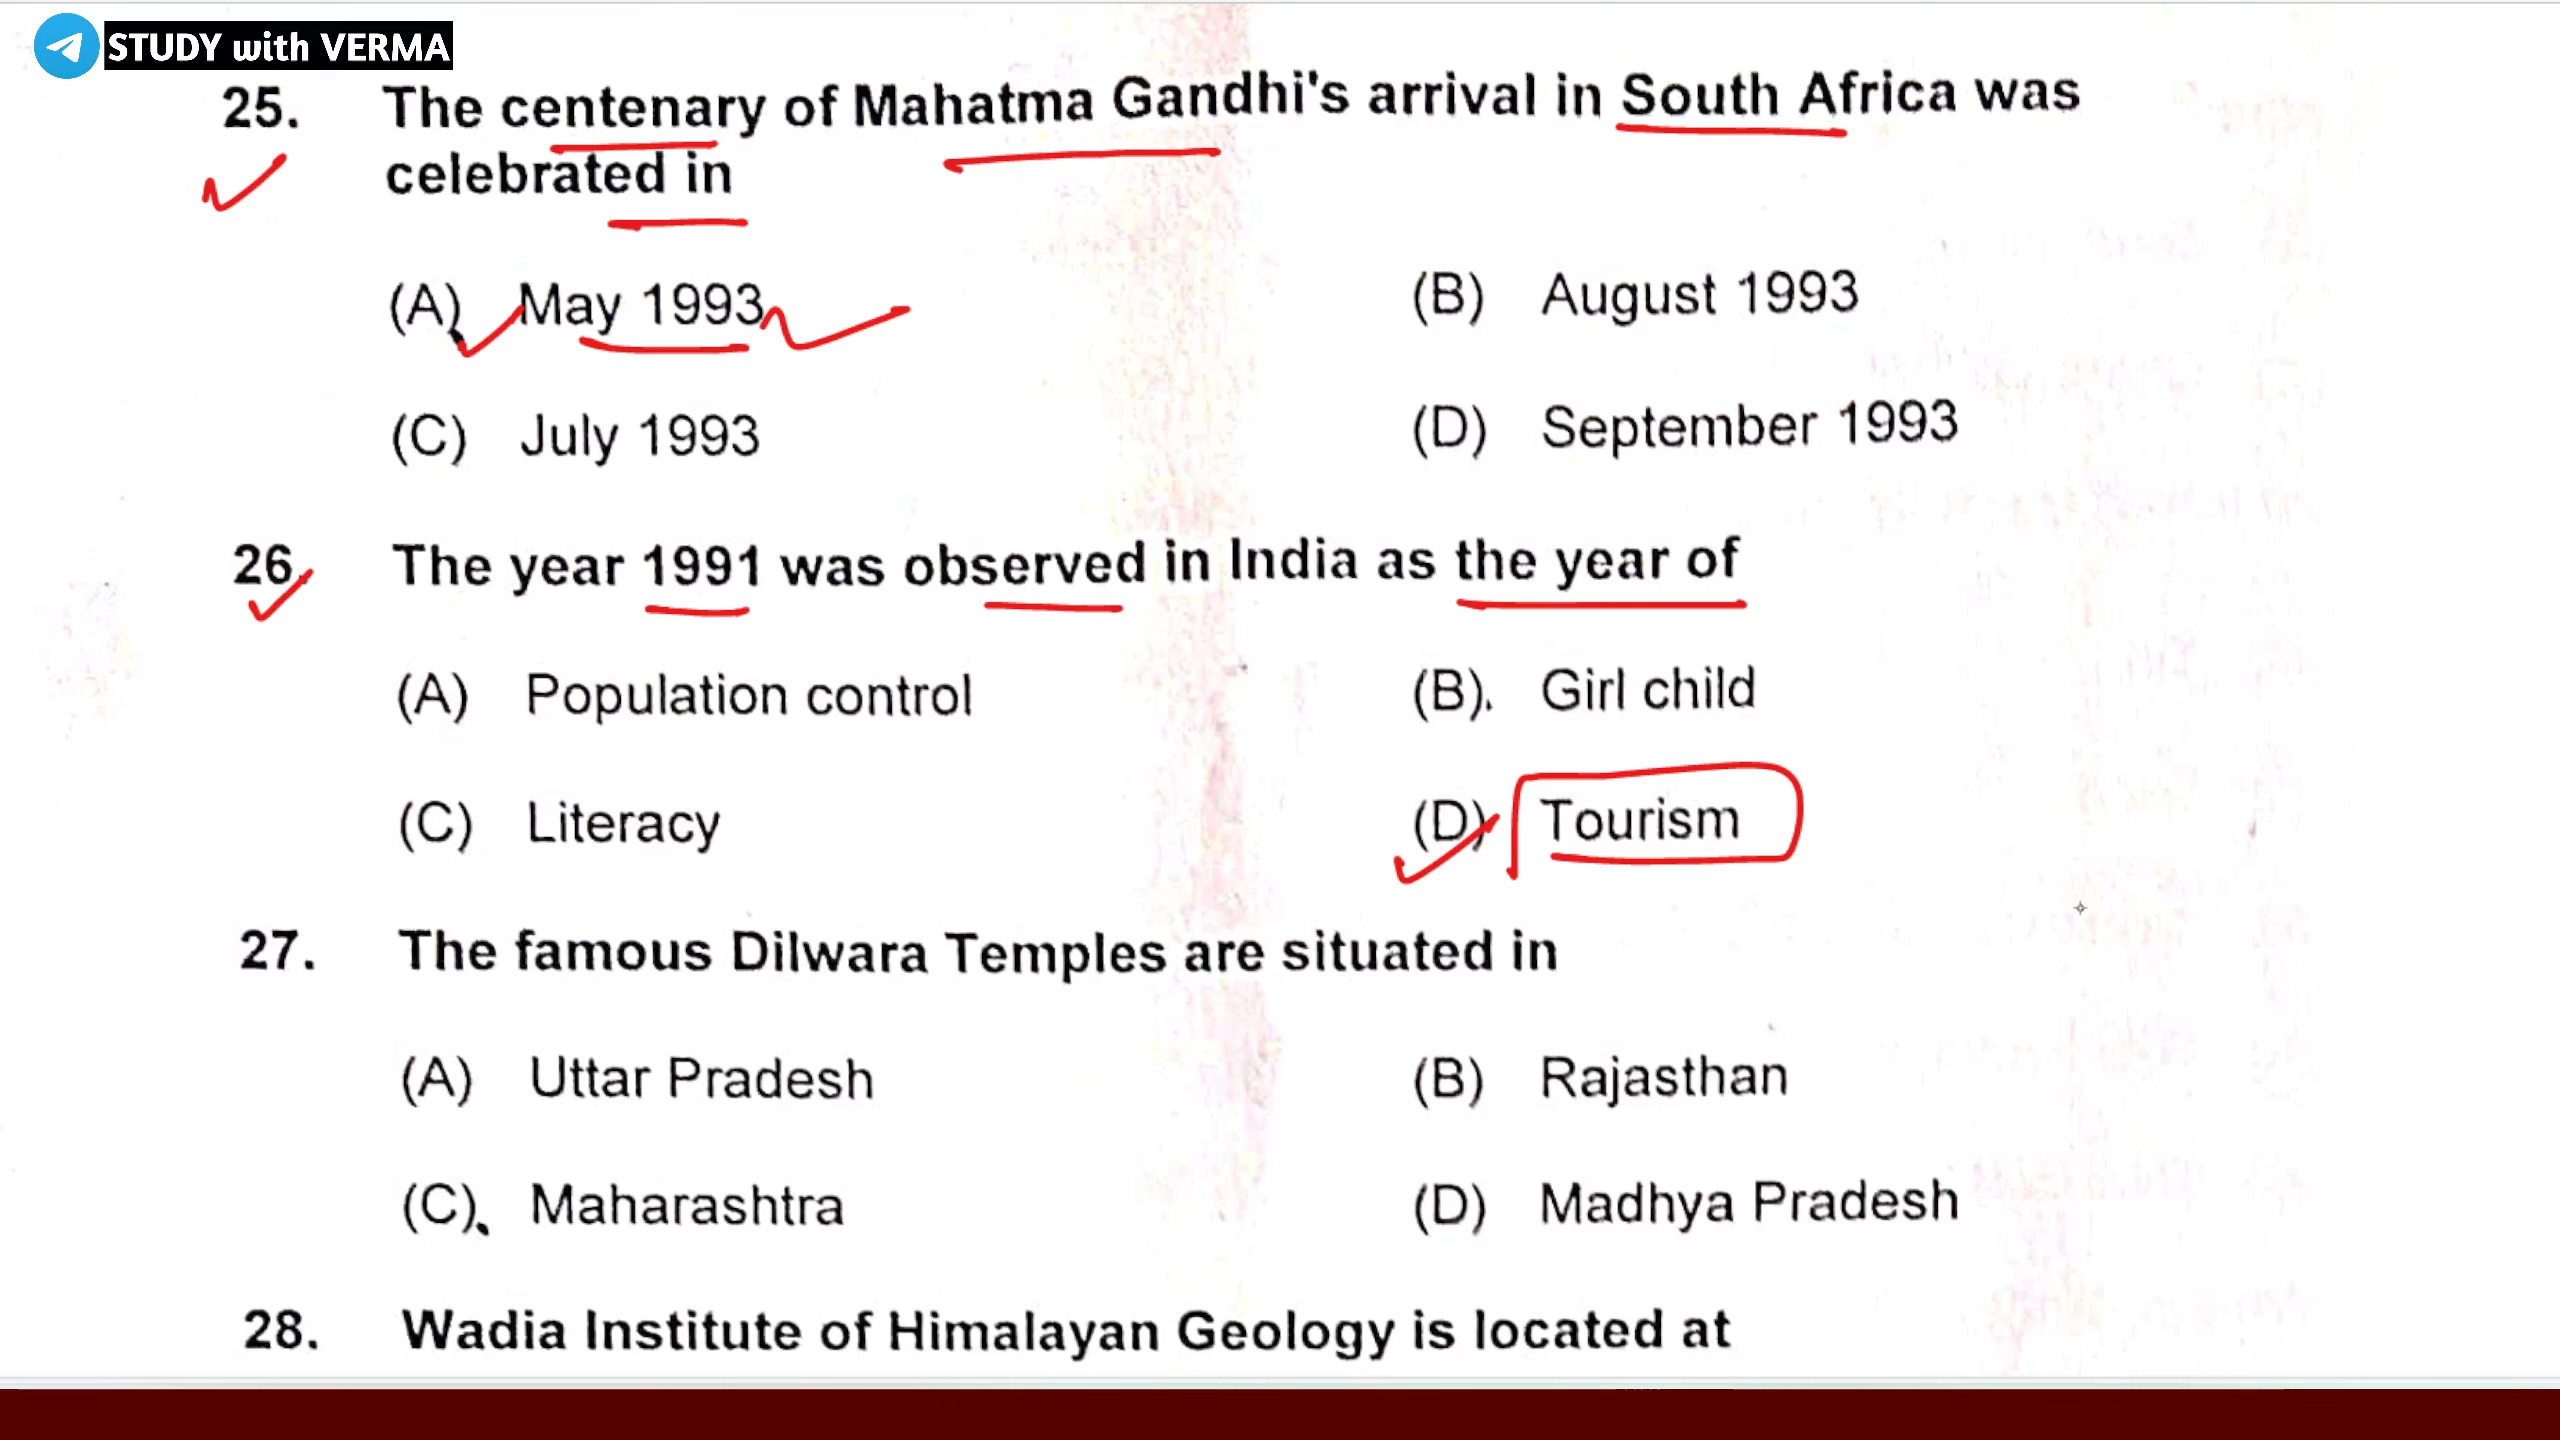 STUDY with VERMA
25. The centenary of Mahatma Gandhi's arrival in South Africa was
celebrated in
(A) May 1993 (B) August 1993
(C) July 1993 (D) September 1993
26. The year 1991 was observed in India as the year of
(A) Population control (B). Girl child
(C) Literacy (D) Tourism
27. The famous Dilwara Temples are situated in
(A) Uttar Pradesh (B) Rajasthan
(C) Maharashtra (D) Madhya Pradesh
28. Wadia Institute of Himalayan Geology is located at